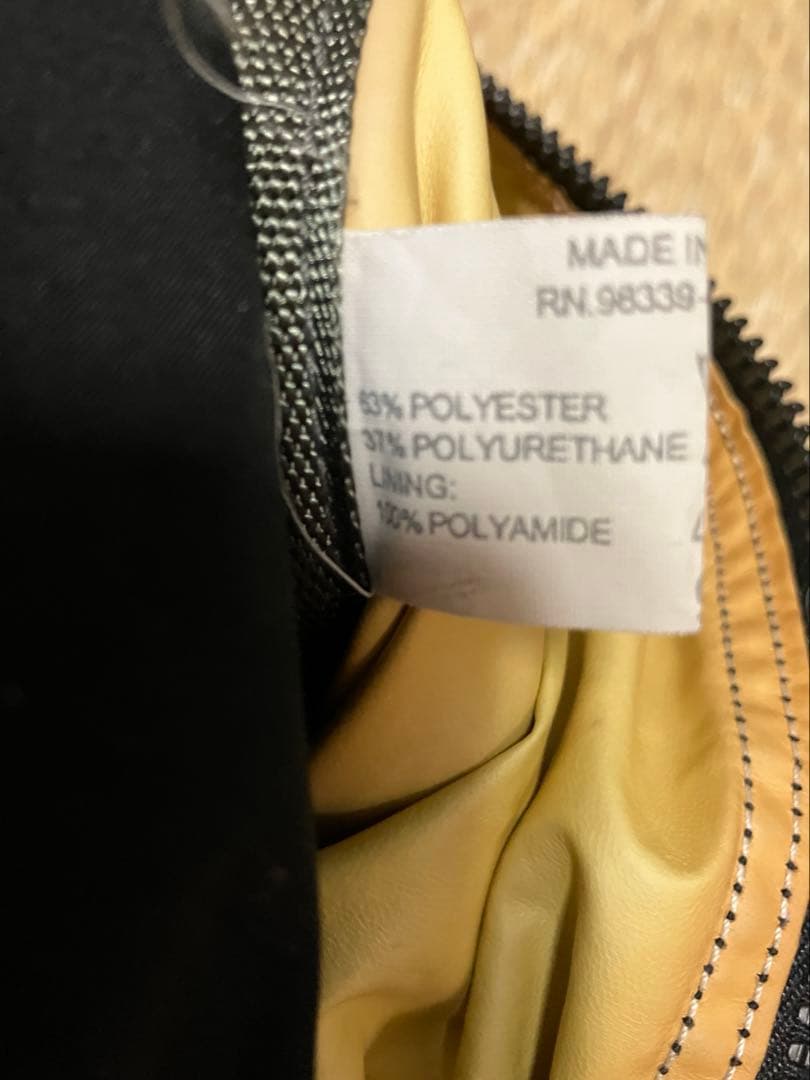 MADE IN
RN.98339-
63% POLYESTER
37% POLYURETHANE
LINING:
100% POLYAMIDE